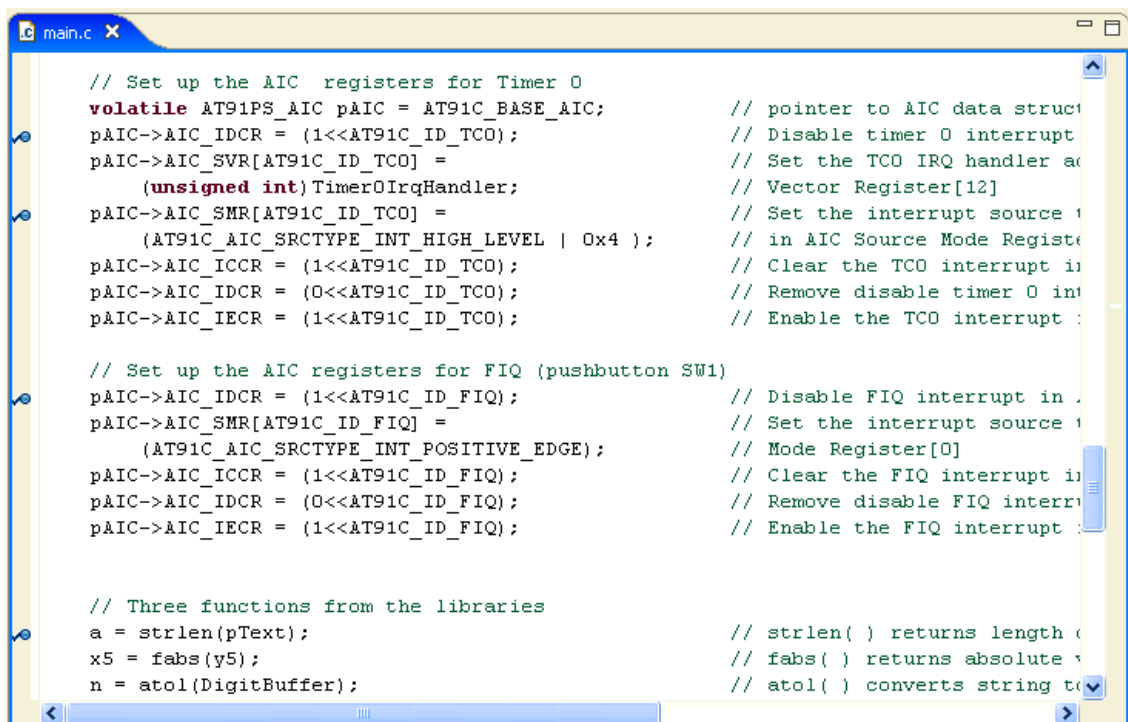 main.c
// Set up the AIC  registers for Timer 0
volatile AT91PS_AIC pAIC = AT91C_BASE_AIC; // pointer to AIC data struct
pAIC->AIC_IDCR = (1<<AT91C_ID_TC0); // Disable timer 0 interrupt
pAIC->AIC_SVR[AT91C_ID_TC0] = // Set the TC0 IRQ handler
(unsigned int)Timer0IrqHandler; // Vector Register[12]
pAIC->AIC_SMR[AT91C_ID_TC0] = // Set the interrupt source
(AT91C_AIC_SRCTYPE_INT_HIGH_LEVEL | 0x4 ); // in AIC Source Mode Registe
pAIC->AIC_ICCR = (1<<AT91C_ID_TC0); // Clear the TC0 interrupt
pAIC->AIC_IDCR = (0<<AT91C_ID_TC0); // Remove disable timer 0 int
pAIC->AIC_IECR = (1<<AT91C_ID_TC0); // Enable the TC0 interrupt
// Set up the AIC registers for FIQ (pushbutton SW1)
pAIC->AIC_IDCR = (1<<AT91C_ID_FIQ); // Disable FIQ interrupt in
pAIC->AIC_SMR[AT91C_ID_FIQ] = // Set the interrupt source
(AT91C_AIC_SRCTYPE_INT_POSITIVE_EDGE); // Mode Register[0]
pAIC->AIC_ICCR = (1<<AT91C_ID_FIQ); // Clear the FIQ interrupt
pAIC->AIC_IDCR = (0<<AT91C_ID_FIQ); // Remove disable FIQ interr
pAIC->AIC_IECR = (1<<AT91C_ID_FIQ); // Enable the FIQ interrupt
// Three functions from the libraries
a = strlen(pText); // strlen( ) returns length
x5 = fabs(y5); // fabs( ) returns absolute
n = atol(DigitBuffer); // atol( ) converts string